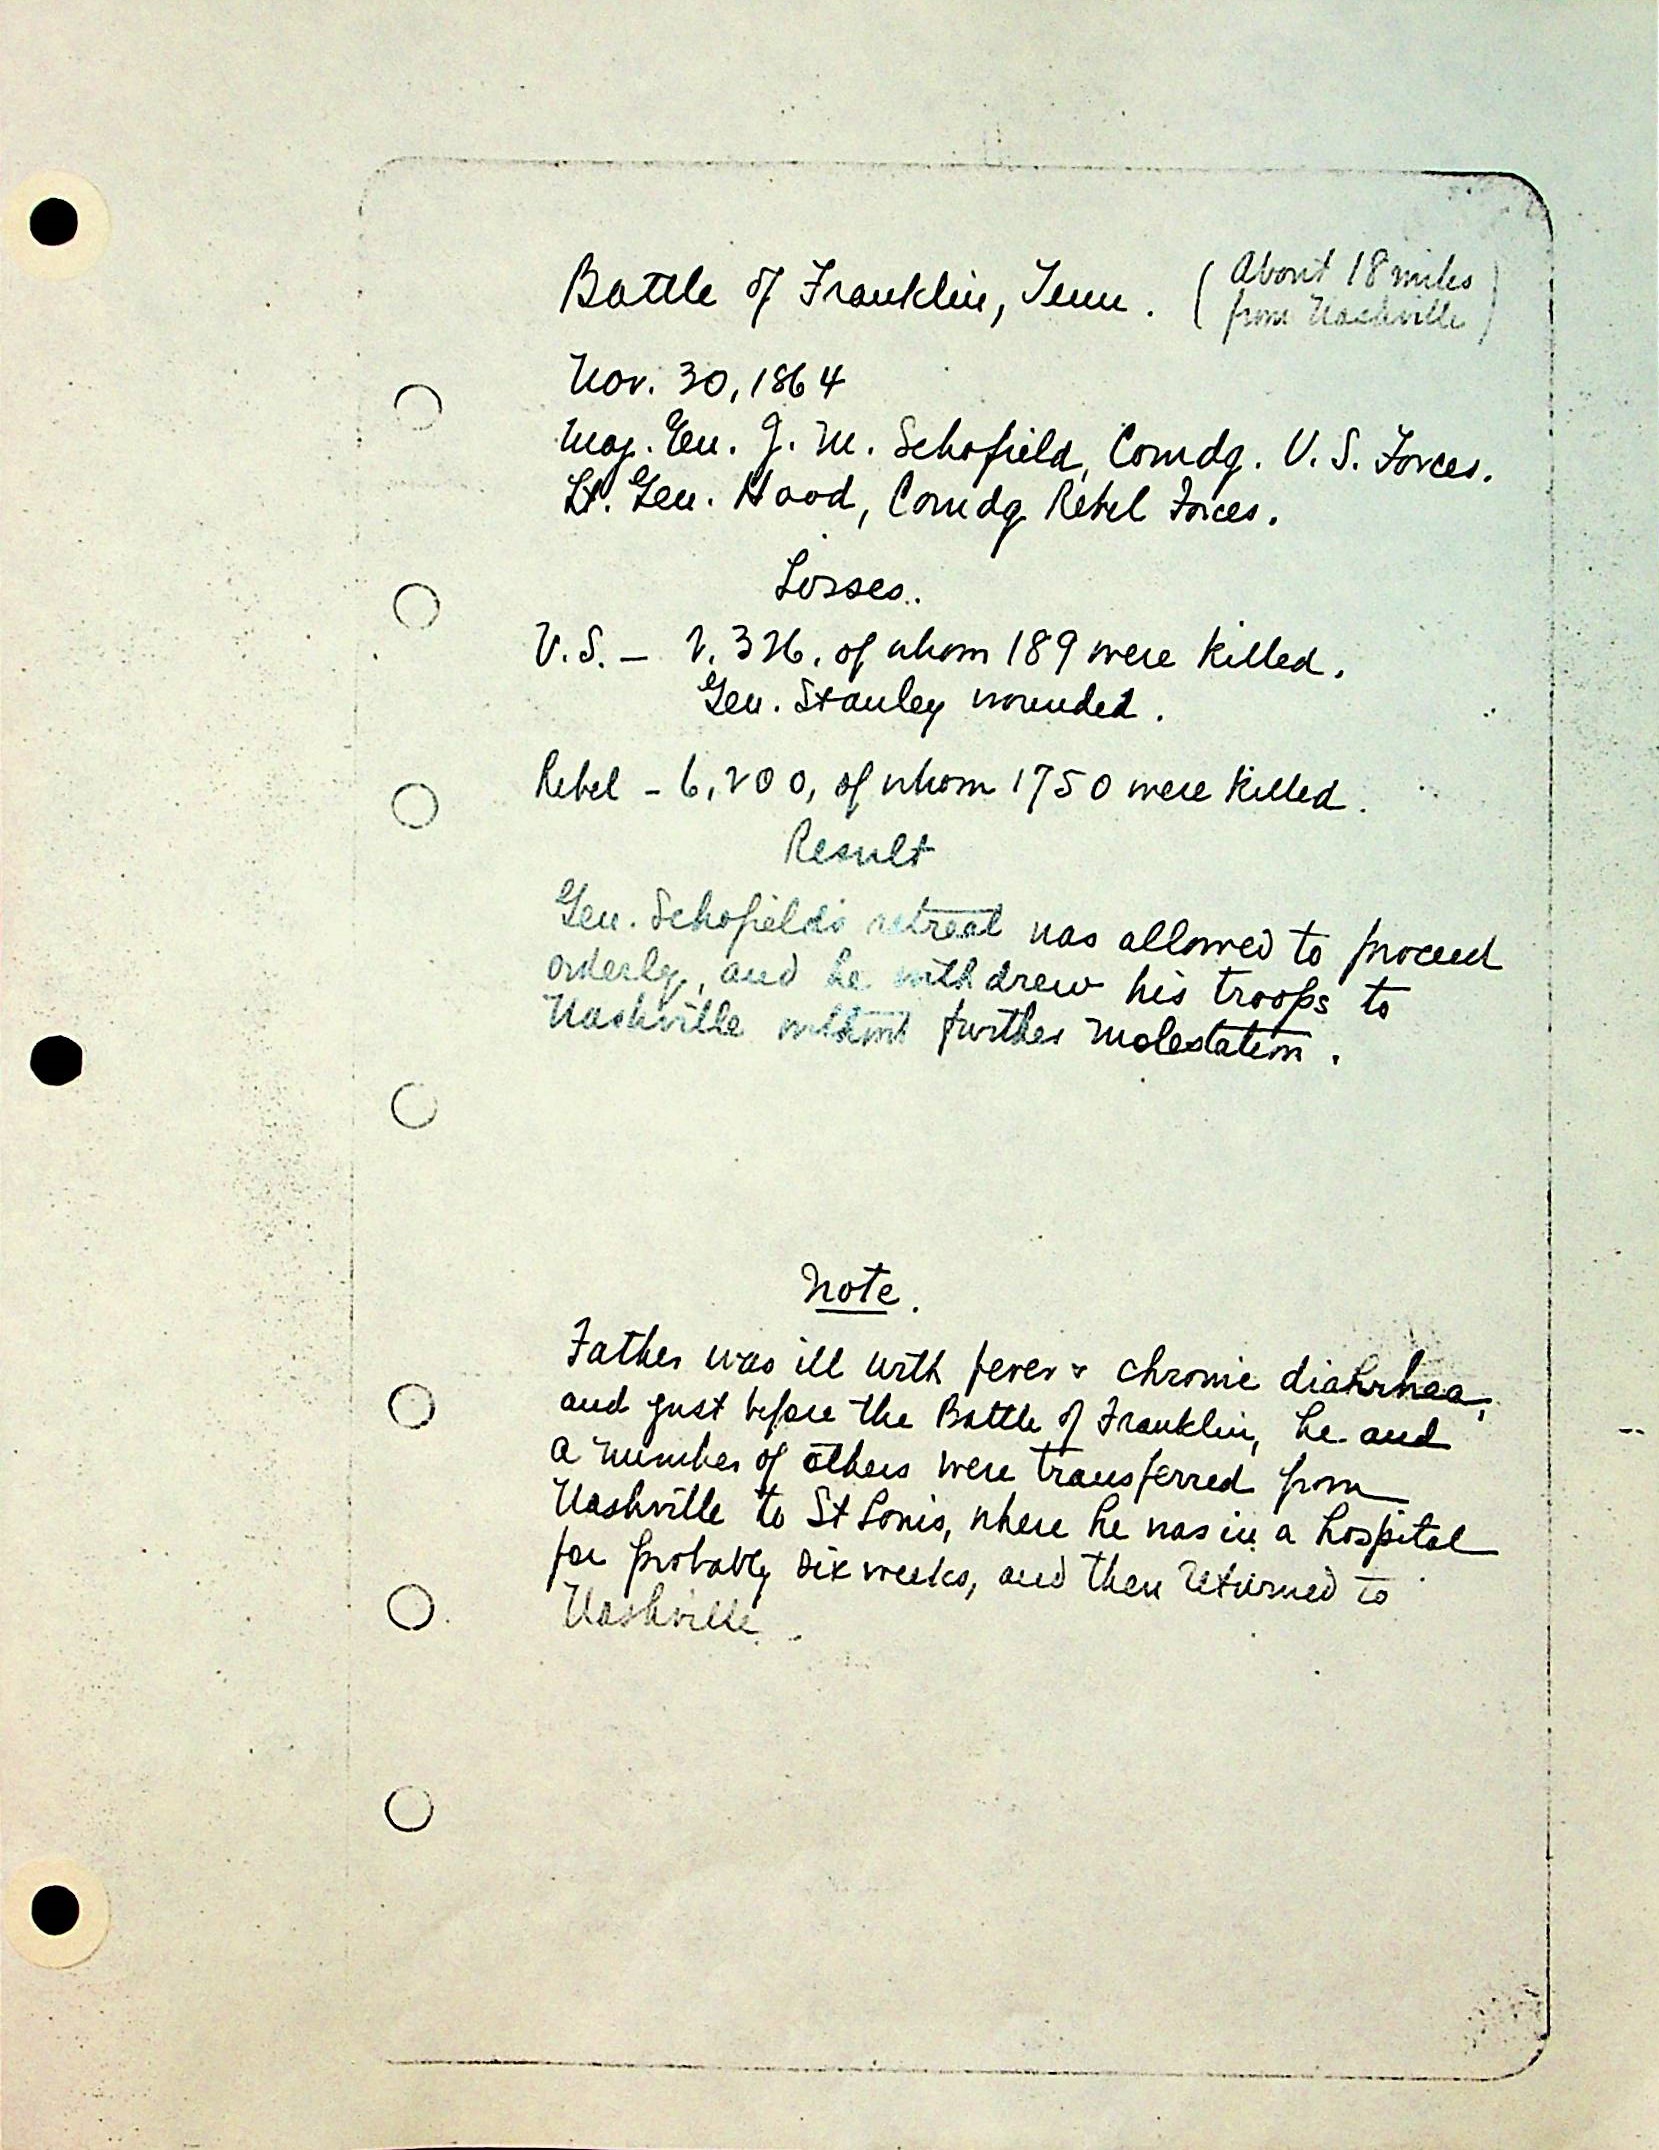 Battle of Franklin, Tenn. (About 18 miles
from Nashville)
Nov. 30, 1864
Maj. Gen. J. M. Schofield, Comdg. U. S. Forces.
Lt. Gen. Hood, Comdg Rebel Forces.
Losses.
U.S. – 2,326, of whom 189 were killed.
Gen. Stanley wounded.
Rebel – 6,200, of whom 1750 were killed.
Result
Gen. Schofield's retreat was allowed to proceed
orderly, and he withdrew his troops to
Nashville without further molestation.
Note.
Father was ill with fever & chronic diahrhaa,
and just before the Battle of Franklin, he and
a number of others were transferred from
Nashville to St Louis, where he was in a hospital
for probably six weeks, and then returned to
Nashville.